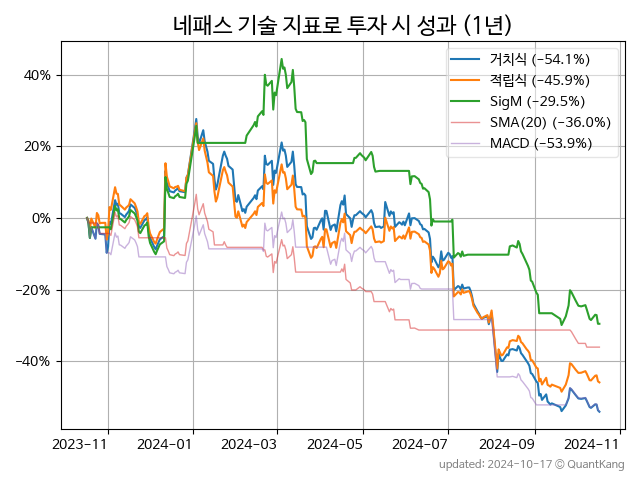 네패스 기술 지표로 투자 시 성과 (1년)
거치식 (−54.1%)
적립식 (−45.9%)
SigM (−29.5%)
SMA(20) (−36.0%)
MACD (−53.9%)
40%
20%
0%
−20%
−40%
2023-11
2024-01
2024-03
2024-05
2024-07
2024-09
2024-11
updated: 2024-10-17 © QuantKang